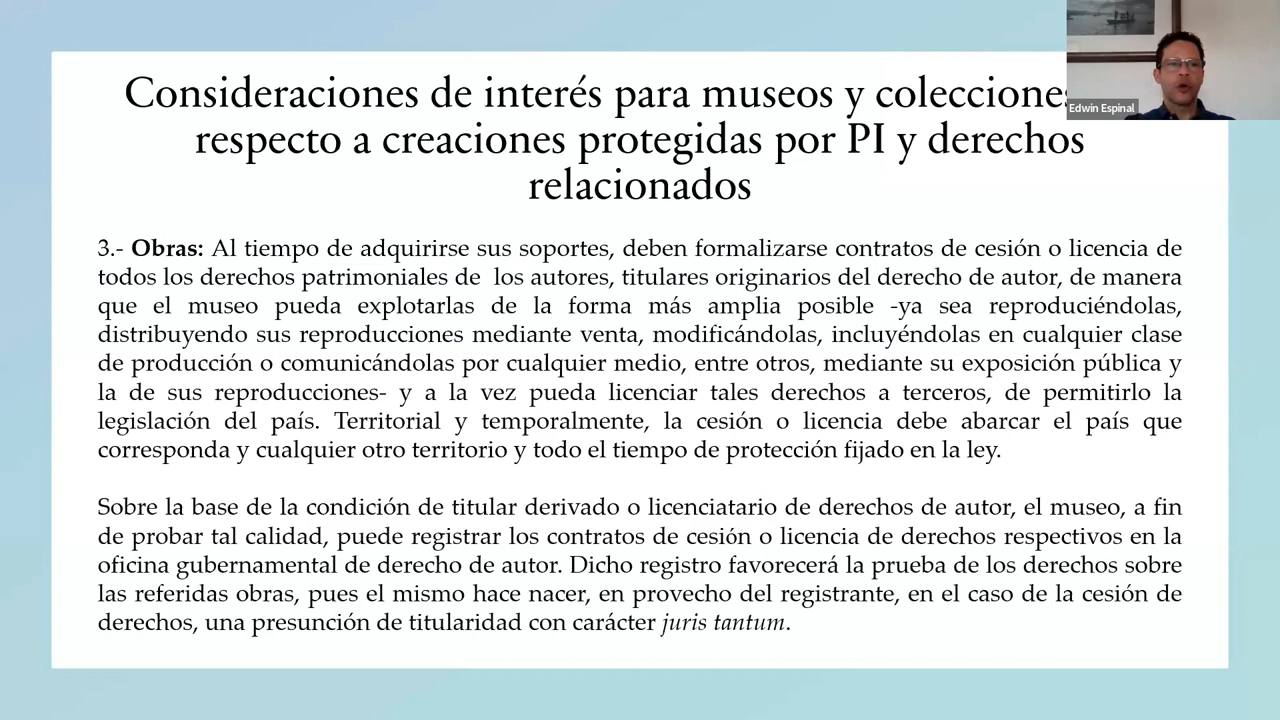 Consideraciones de interés para museos y colecciones
respecto a creaciones protegidas por PI y derechos
relacionados
Edwin Espinal
3.- Obras: Al tiempo de adquirirse sus soportes, deben formalizarse contratos de cesión o licencia de
todos los derechos patrimoniales de los autores, titulares originarios del derecho de autor, de manera
que el museo pueda explotarlas de la forma más amplia posible -ya sea reproduciéndolas,
distribuyendo sus reproducciones mediante venta, modificándolas, incluyéndolas en cualquier clase
de producción o comunicándolas por cualquier medio, entre otros, mediante su exposición pública y
la de sus reproducciones- y a la vez pueda licenciar tales derechos a terceros, de permitirlo la
legislación del país. Territorial y temporalmente, la cesión o licencia debe abarcar el país que
corresponda y cualquier otro territorio y todo el tiempo de protección fijado en la ley.
Sobre la base de la condición de titular derivado o licenciatario de derechos de autor, el museo, a fin
de probar tal calidad, puede registrar los contratos de cesión o licencia de derechos respectivos en la
oficina gubernamental de derecho de autor. Dicho registro favorecerá la prueba de los derechos sobre
las referidas obras, pues el mismo hace nacer, en provecho del registrante, en el caso de la cesión de
derechos, una presunción de titularidad con carácter juris tantum.